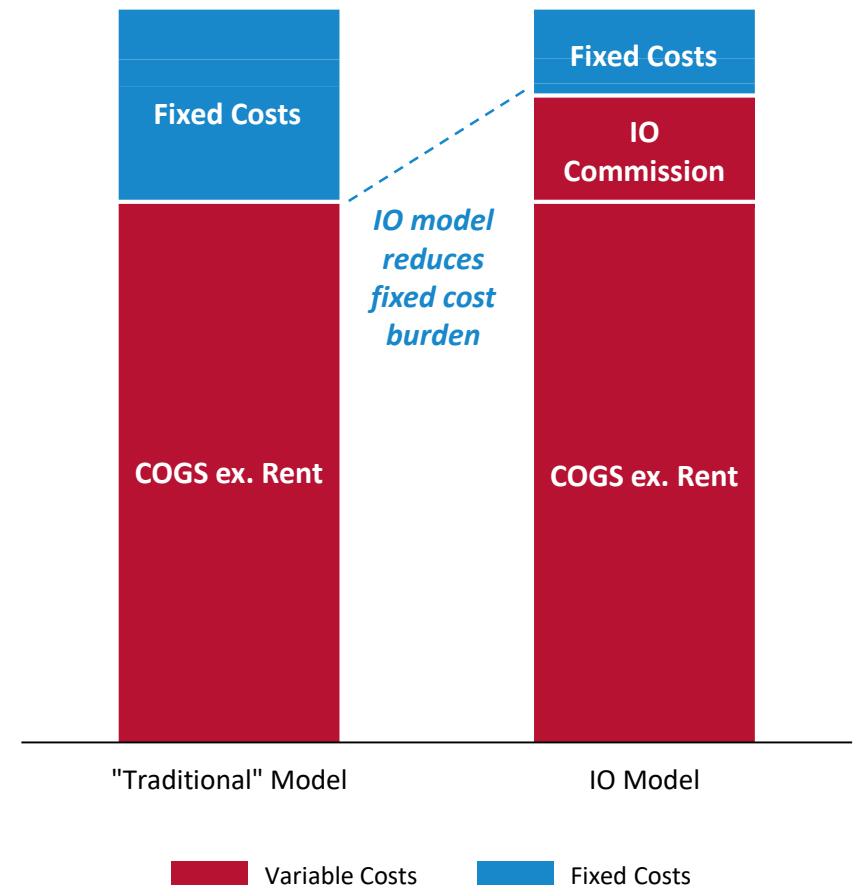 Fixed Costs
COGS ex. Rent
IO model
reduces
fixed cost
burden
Fixed Costs
IO
Commission
COGS ex. Rent
"Traditional" Model
IO Model
Variable Costs
Fixed Costs